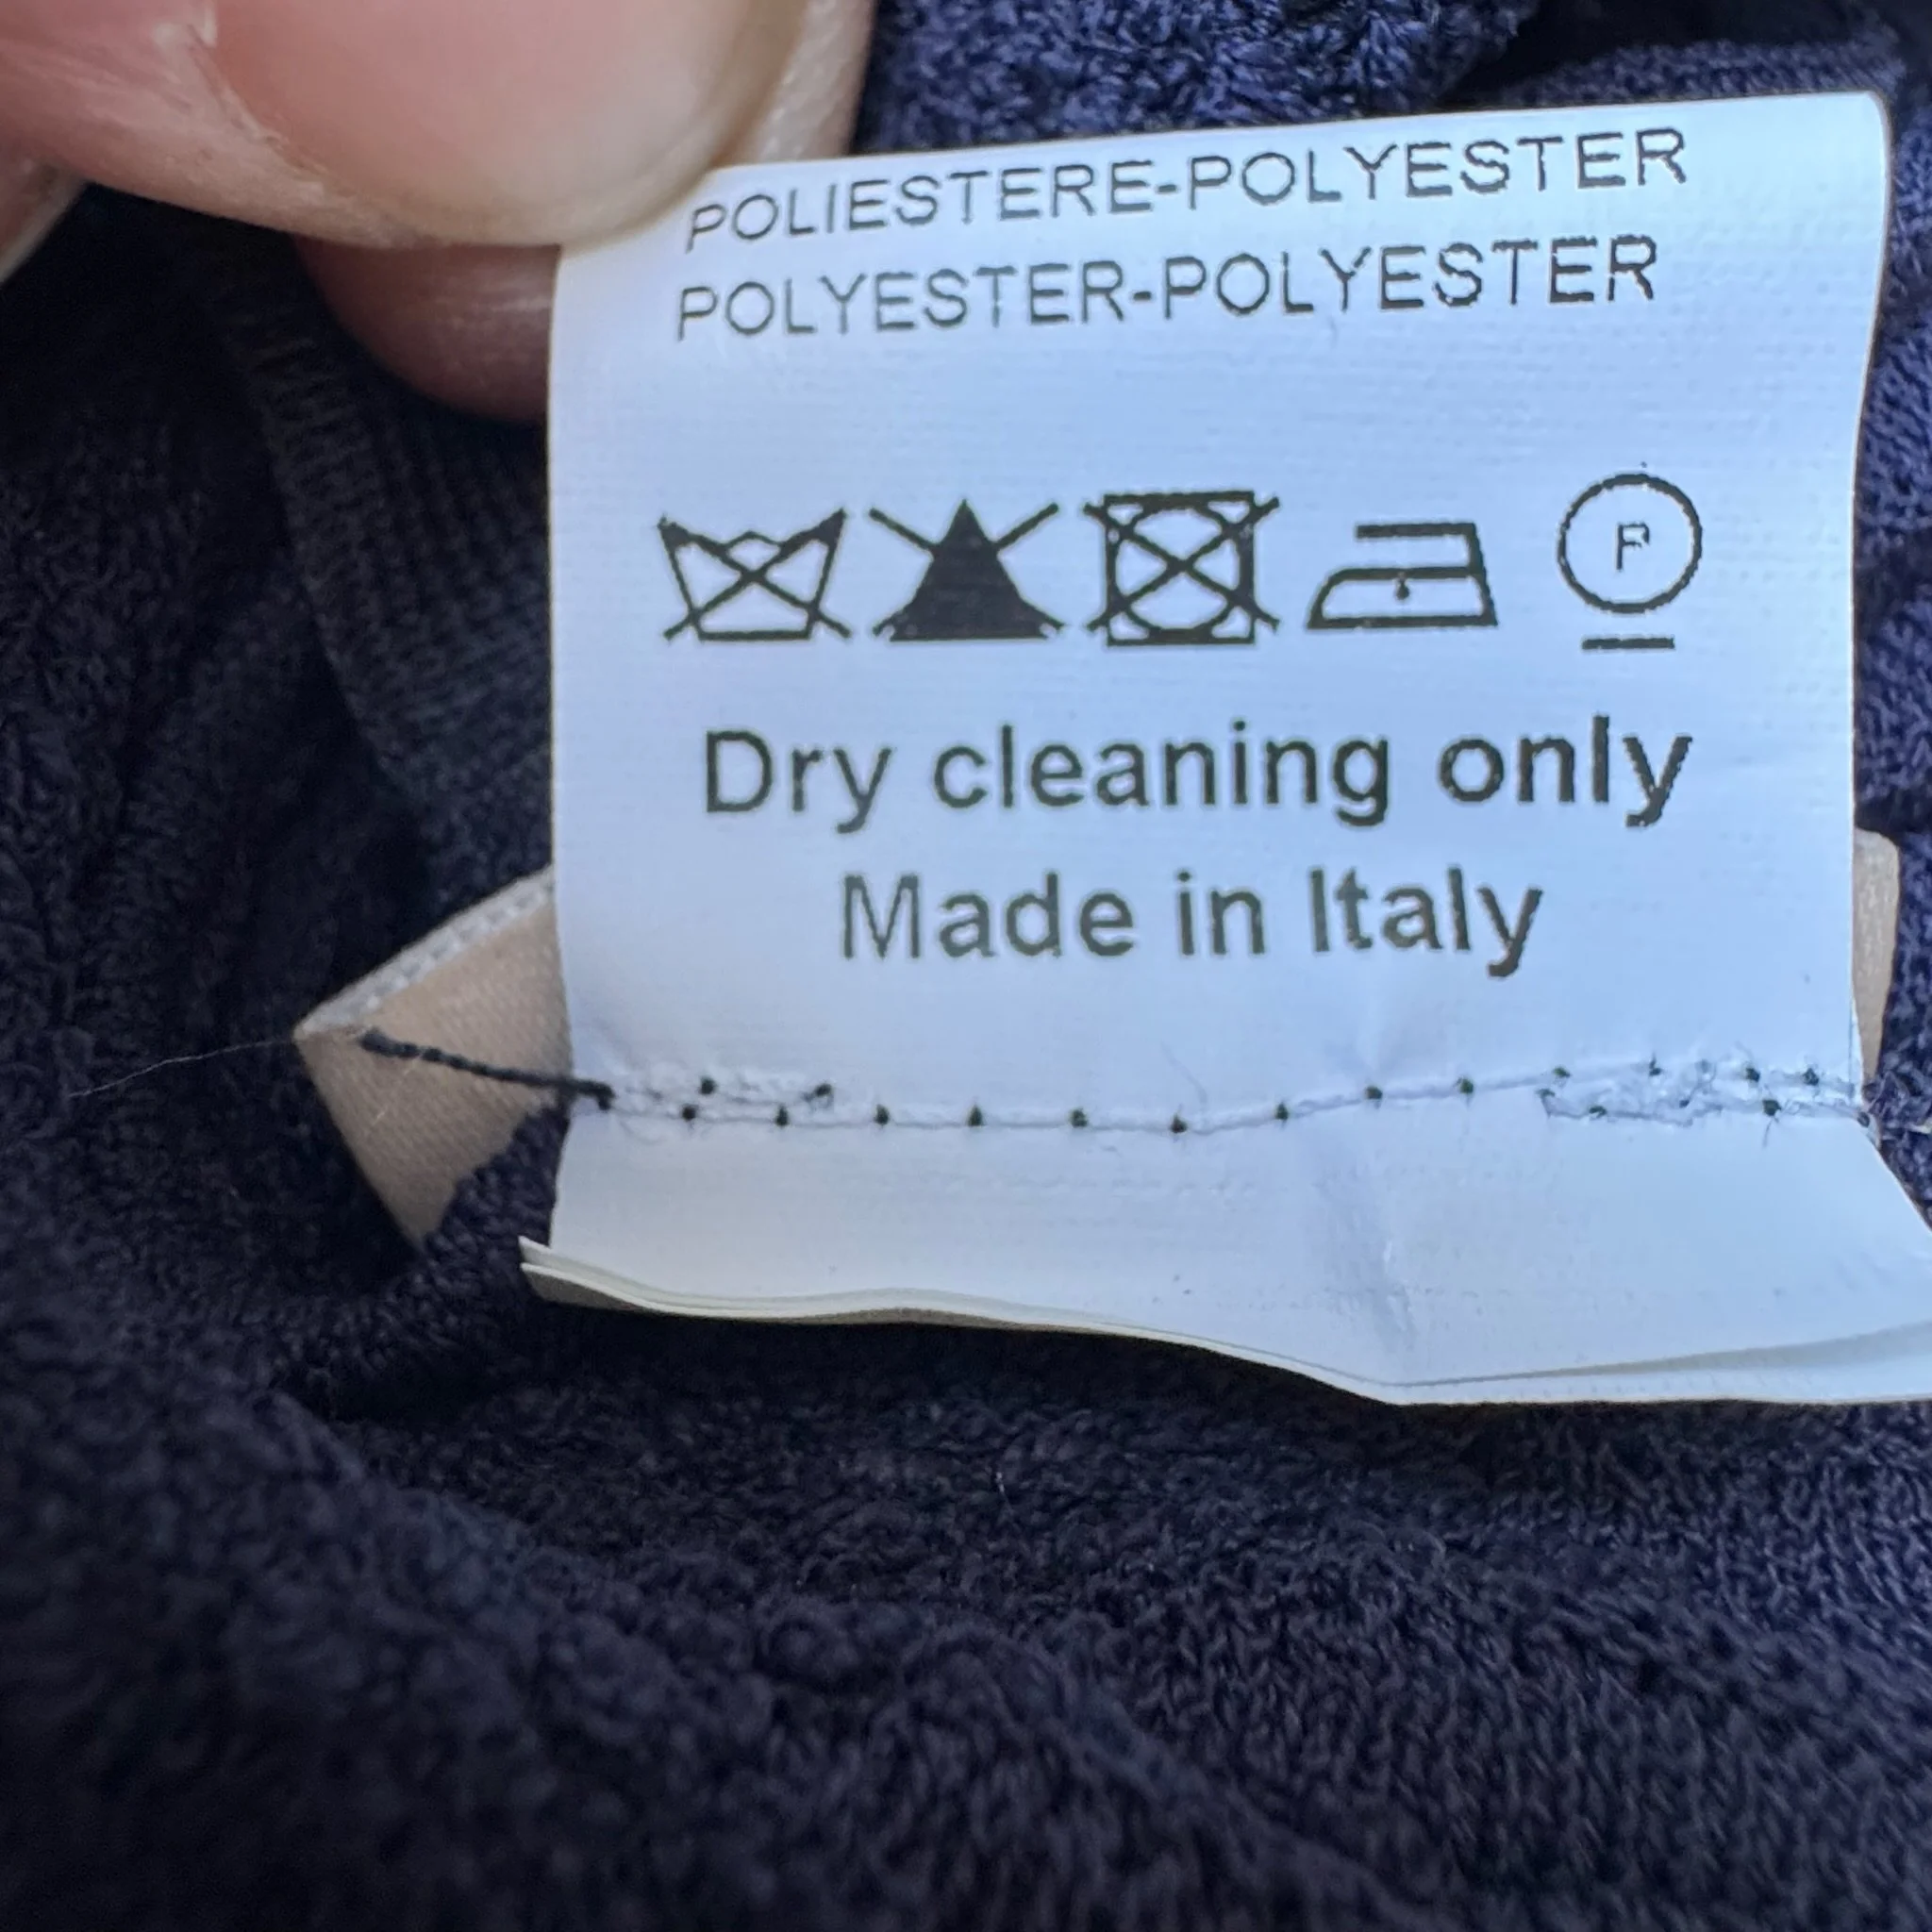 POLIESTERE-POLYESTER
POLYESTER-POLYESTER
P
Dry cleaning only
Made in Italy